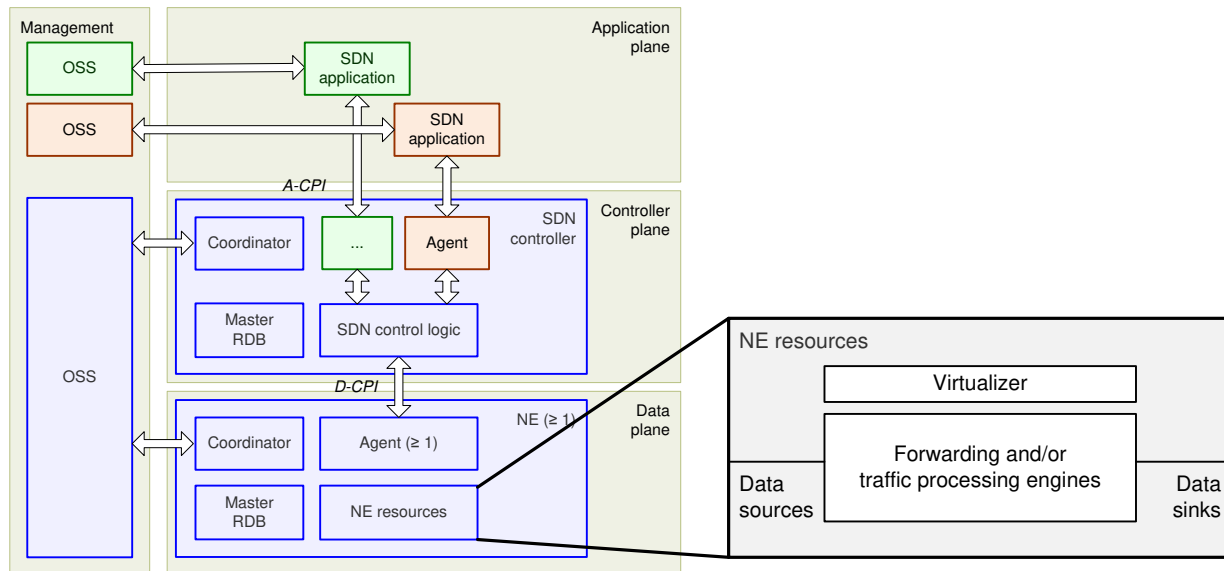 Management
OSS
OSS
OSS
Application
plane
SDN
application
SDN
application
A-CPI
Controller
plane
SDN
controller
Coordinator
...
Agent
Master
RDB
SDN control logic
D-CPI
Data
plane
NE (≥ 1)
Coordinator
Agent (≥ 1)
Master
RDB
NE resources
NE resources
Virtualizer
Forwarding and/or
traffic processing engines
Data
sources
Data
sinks